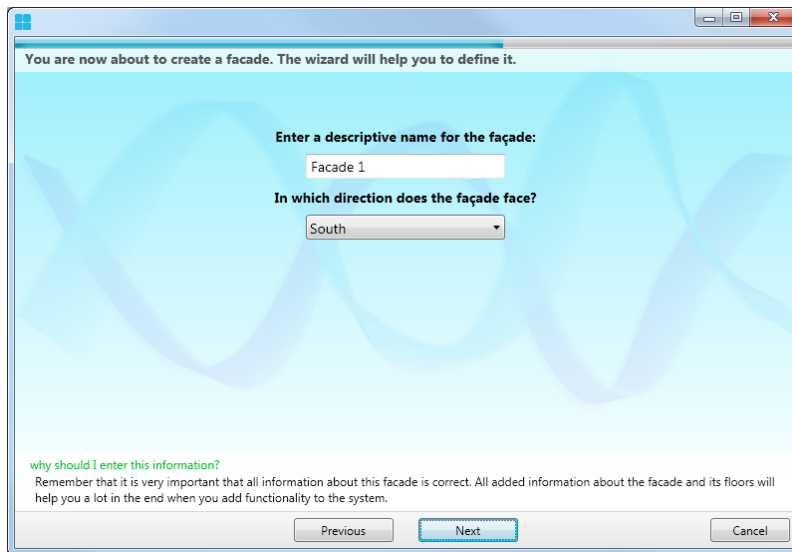 You are now about to create a facade. The wizard will help you to define it.
Enter a descriptive name for the façade:
Facade 1
In which direction does the façade face?
South
why should I enter this information?
Remember that it is very important that all information about this facade is correct. All added information about the facade and its floors will
help you a lot in the end when you add functionality to the system.
Previous
Next
Cancel